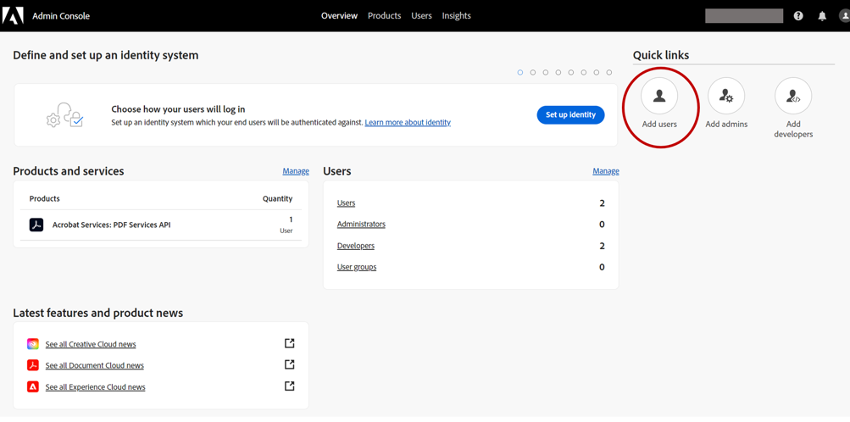 Admin Console
Overview Products Users Insights
Define and set up an identity system
Choose how your users will log in
Set up an identity system which your end users will be authenticated against. Learn more about identity
Set up identity
Quick links
Add users
Add admins
Add developers
Products and services
Manage
Products
Quantity
Acrobat Services: PDF Services API
1
User
Users
Manage
Users 2
Administrators 0
Developers 2
User groups 0
Latest features and product news
See all Creative Cloud news
See all Document Cloud news
See all Experience Cloud news